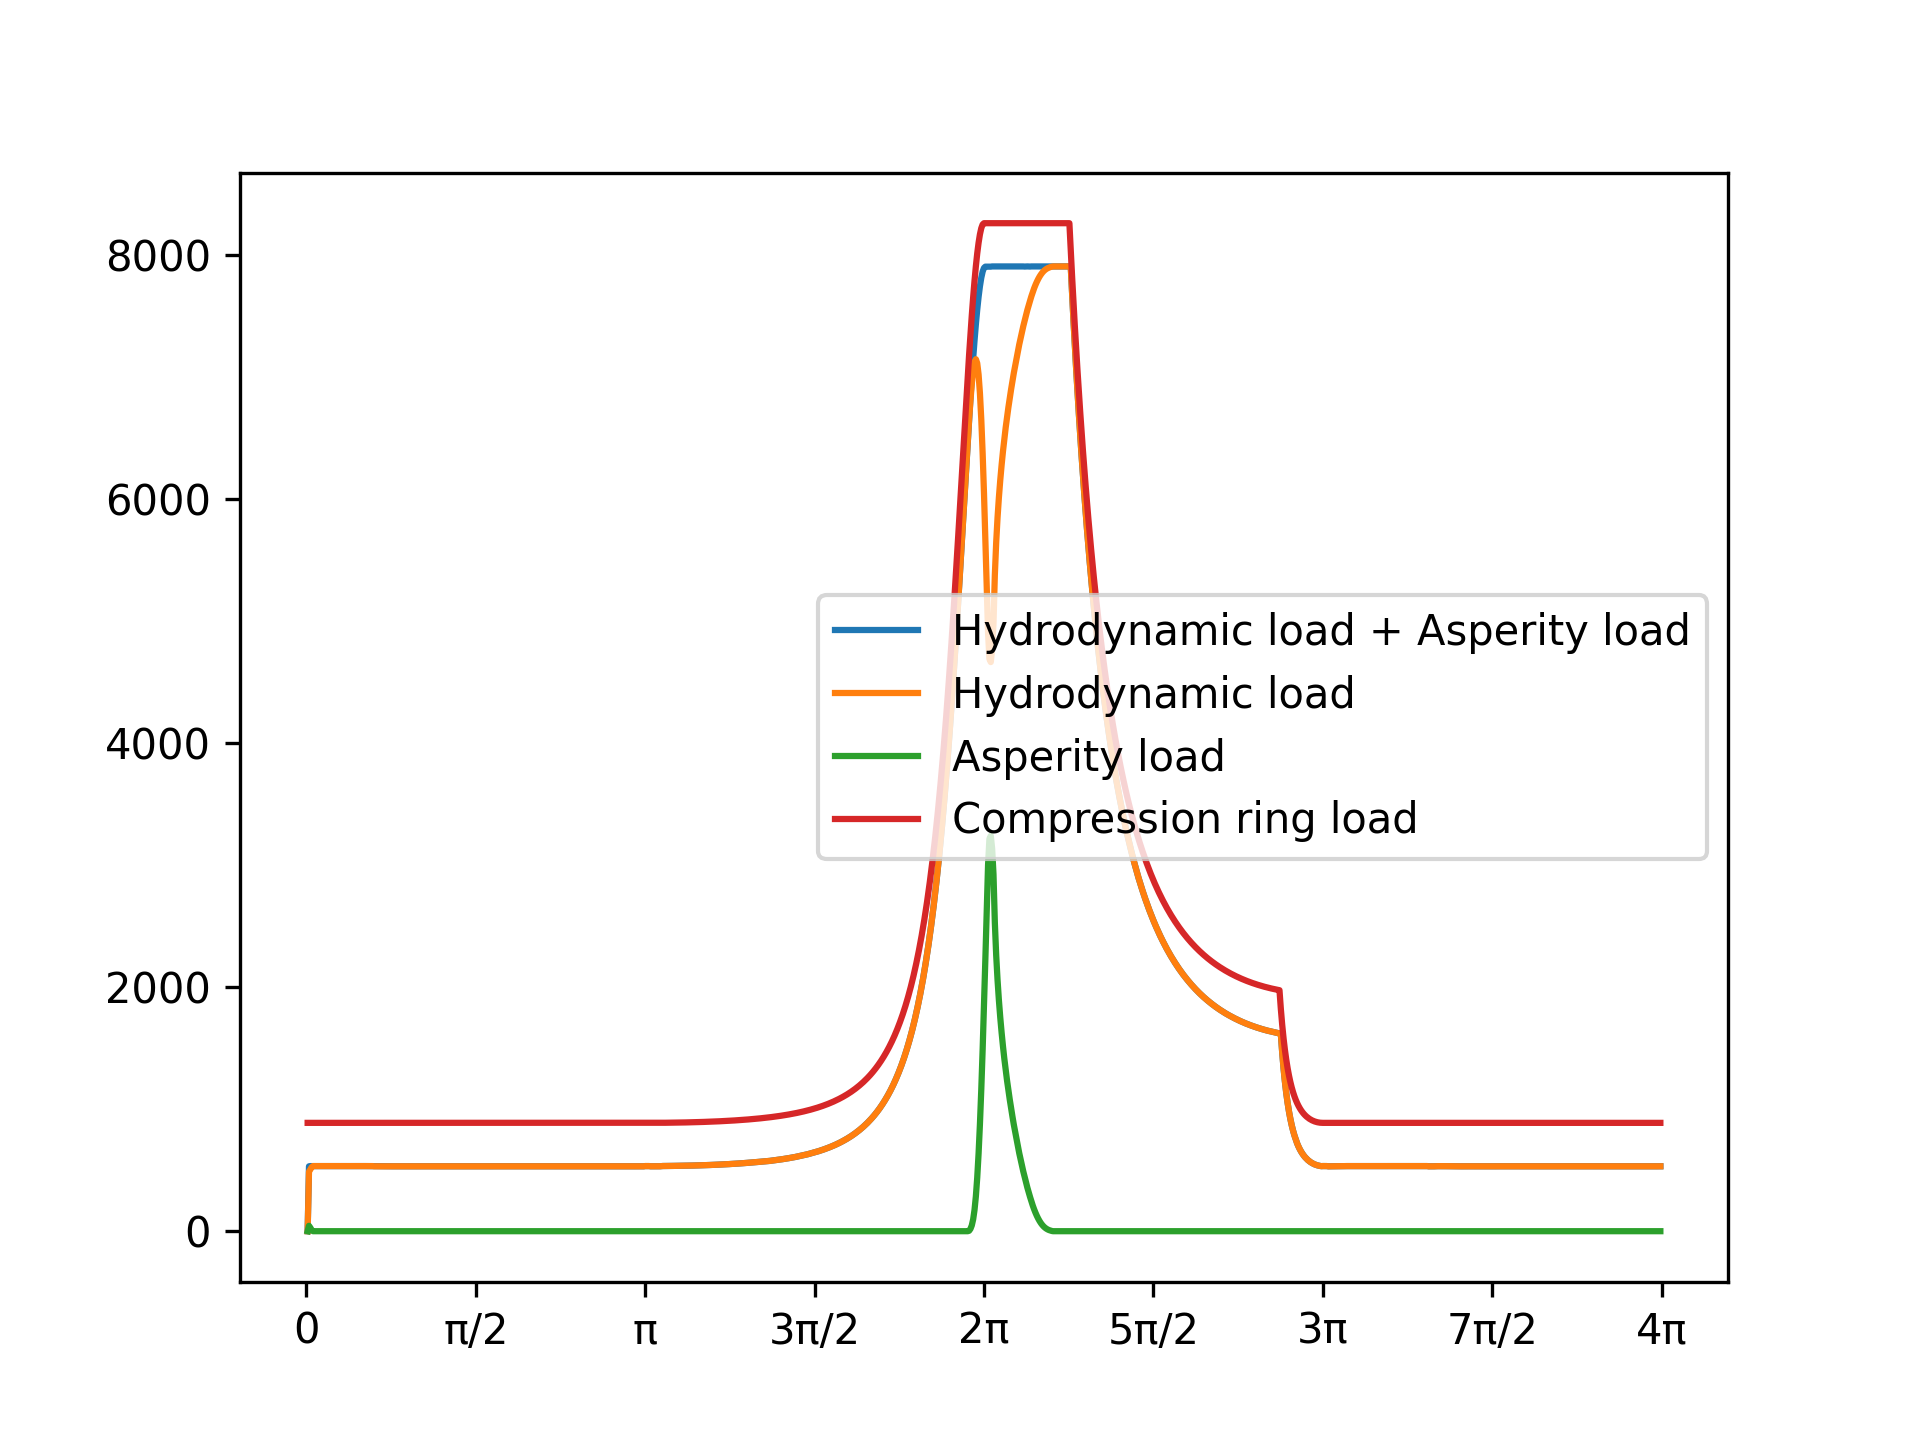 8000
6000
4000
2000
0
Hydrodynamic load + Asperity load
Hydrodynamic load
Asperity load
Compression ring load
0 π/2 π 3π/2 2π 5π/2 3π 7π/2 4π